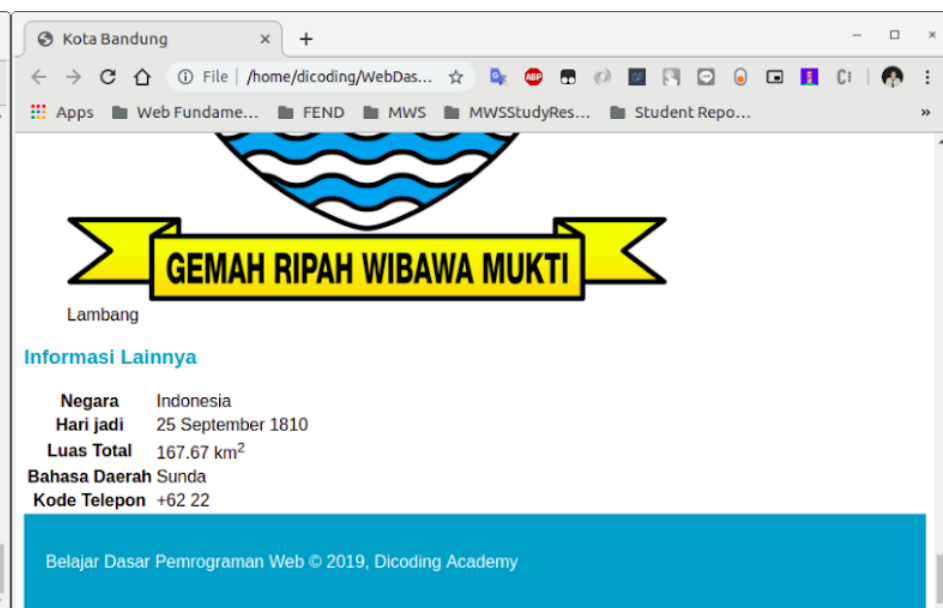 Kota Bandung
File | /home/dicoding/WebDas...
Apps Web Fundame... FEND MWS MWSStudyRes... Student Repo... »
GEMAH RIPAH WIBAWA MUKTI
Lambang
Informasi Lainnya
Negara Indonesia
Hari jadi 25 September 1810
Luas Total 167.67 km²
Bahasa Daerah Sunda
Kode Telepon +62 22
Belajar Dasar Pemrograman Web © 2019, Dicoding Academy